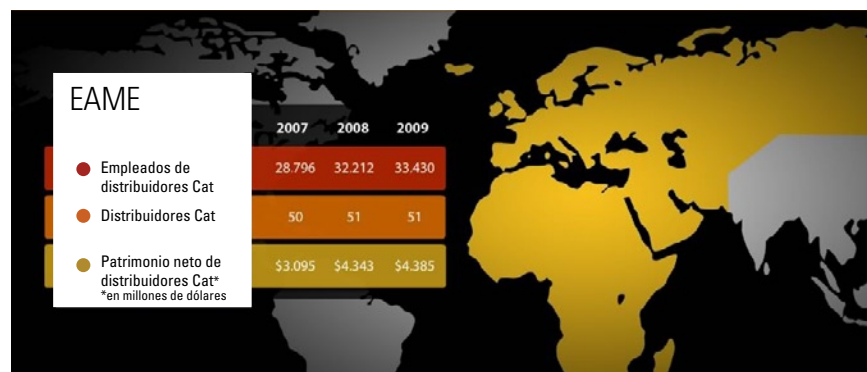 EAME
2007 2008 2009
Empleados de
distribuidores Cat
28.796 32.212 33.430
Distribuidores Cat
50 51 51
Patrimonio neto de
distribuidores Cat*
*en millones de dólares
$3.095 $4.343 $4.385